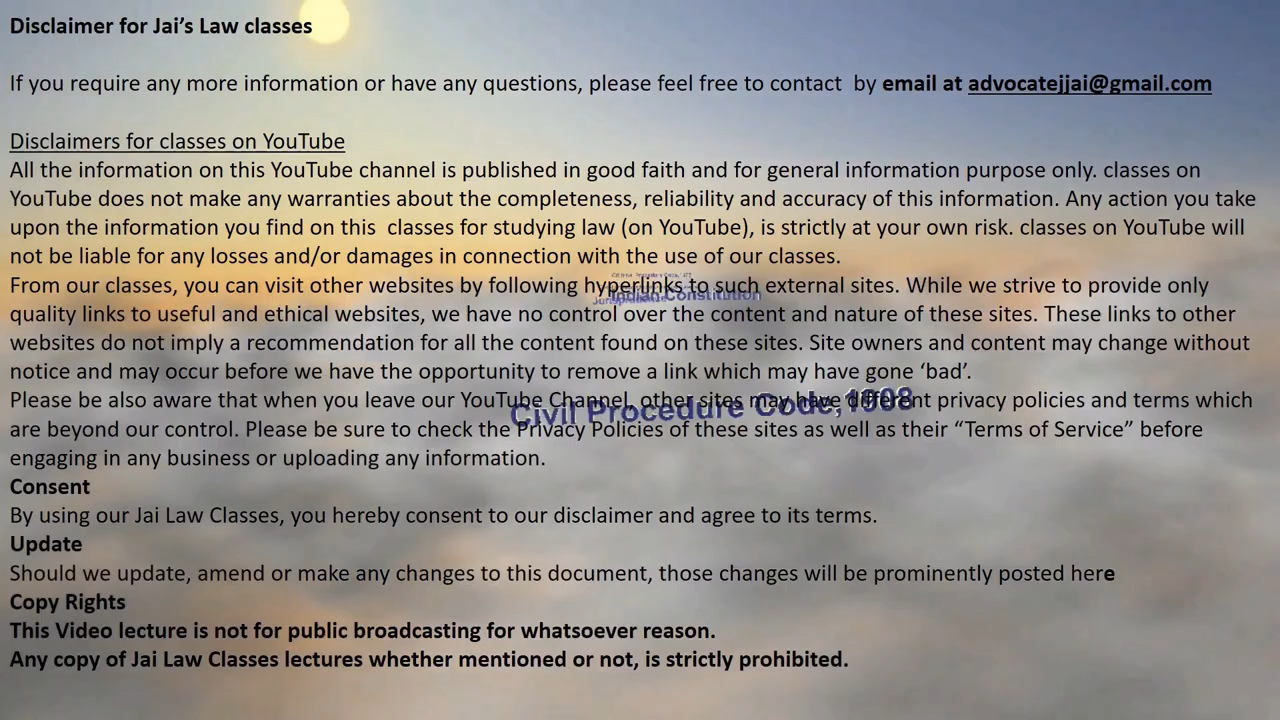 Disclaimer for Jai’s Law classes
If you require any more information or have any questions, please feel free to contact  by email at advocatejjai@gmail.com
Disclaimers for classes on YouTube
All the information on this YouTube channel is published in good faith and for general information purpose only. classes on
YouTube does not make any warranties about the completeness, reliability and accuracy of this information. Any action you take
upon the information you find on this  classes for studying law (on YouTube), is strictly at your own risk. classes on YouTube will
not be liable for any losses and/or damages in connection with the use of our classes.
From our classes, you can visit other websites by following hyperlinks to such external sites. While we strive to provide only
Indian Constitution
quality links to useful and ethical websites, we have no control over the content and nature of these sites. These links to other
websites do not imply a recommendation for all the content found on these sites. Site owners and content may change without
notice and may occur before we have the opportunity to remove a link which may have gone ‘bad’.
Please be also aware that when you leave our YouTube Channel, other sites may have different privacy policies and terms which
Civil Procedure Code,1908
are beyond our control. Please be sure to check the Privacy Policies of these sites as well as their “Terms of Service” before
engaging in any business or uploading any information.
Consent
By using our Jai Law Classes, you hereby consent to our disclaimer and agree to its terms.
Update
Should we update, amend or make any changes to this document, those changes will be prominently posted here
Copy Rights
This Video lecture is not for public broadcasting for whatsoever reason.
Any copy of Jai Law Classes lectures whether mentioned or not, is strictly prohibited.